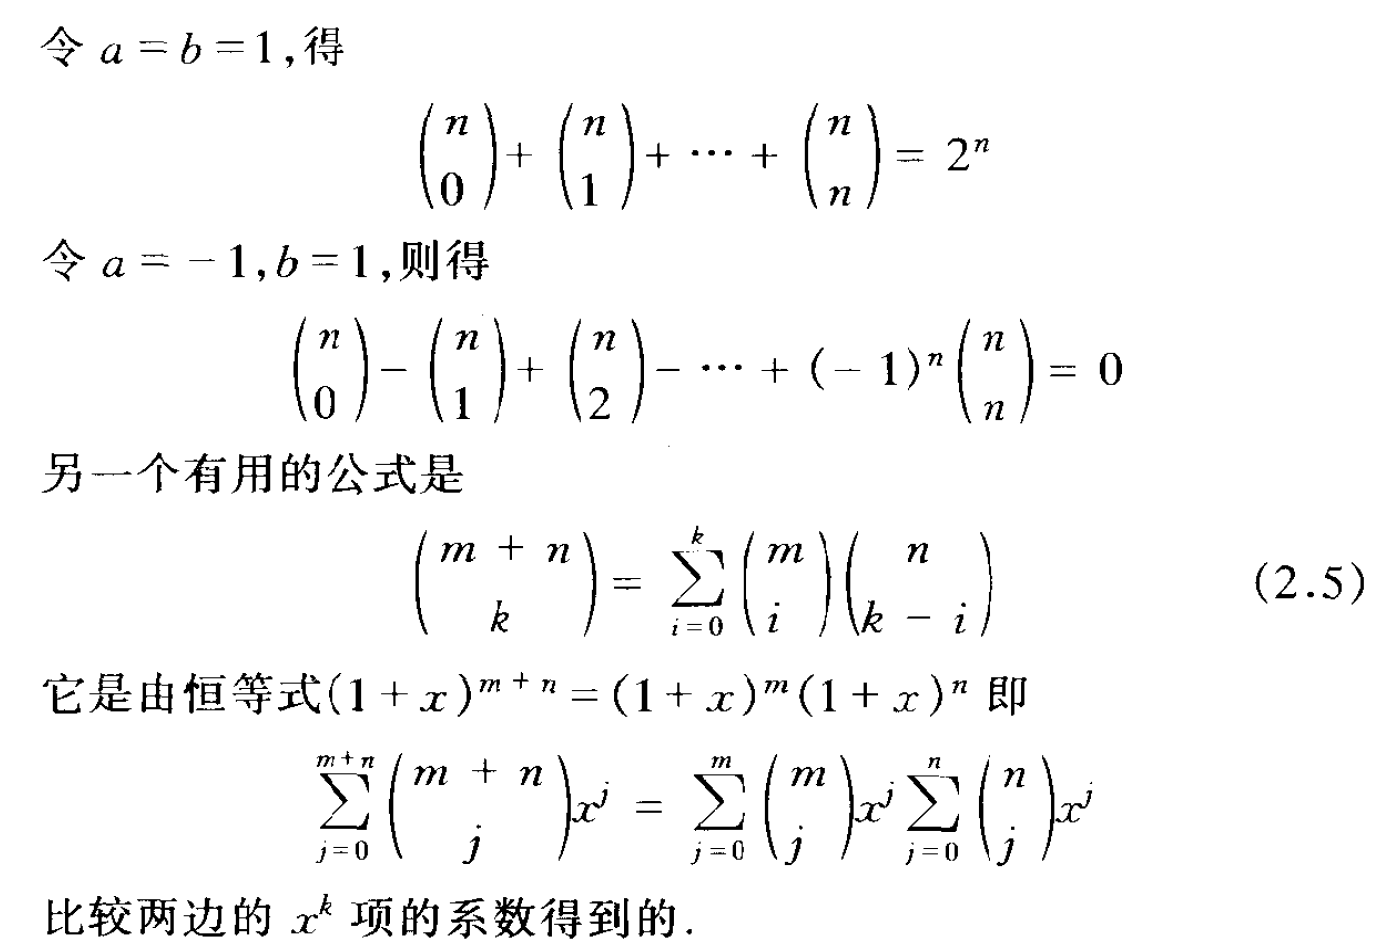 令 $a=b=1$,得
$$\binom{n}{0}+\binom{n}{1}+\cdots+\binom{n}{n}=2^n$$
令 $a=-1,b=1$,则得
$$\binom{n}{0}-\binom{n}{1}+\binom{n}{2}-\cdots+(-1)^n\binom{n}{n}=0$$
另一个有用的公式是
$$\binom{m+n}{k}=\sum_{i=0}^{k}\binom{m}{i}\binom{n}{k-i}$$ (2.5)
它是由恒等式$(1+x)^{m+n}=(1+x)^m(1+x)^n$ 即
$$\sum_{j=0}^{m+n}\binom{m+n}{j}x^j=\sum_{j=0}^{m}\binom{m}{j}x^j\sum_{j=0}^{n}\binom{n}{j}x^j$$
比较两边的 $x^k$ 项的系数得到的.